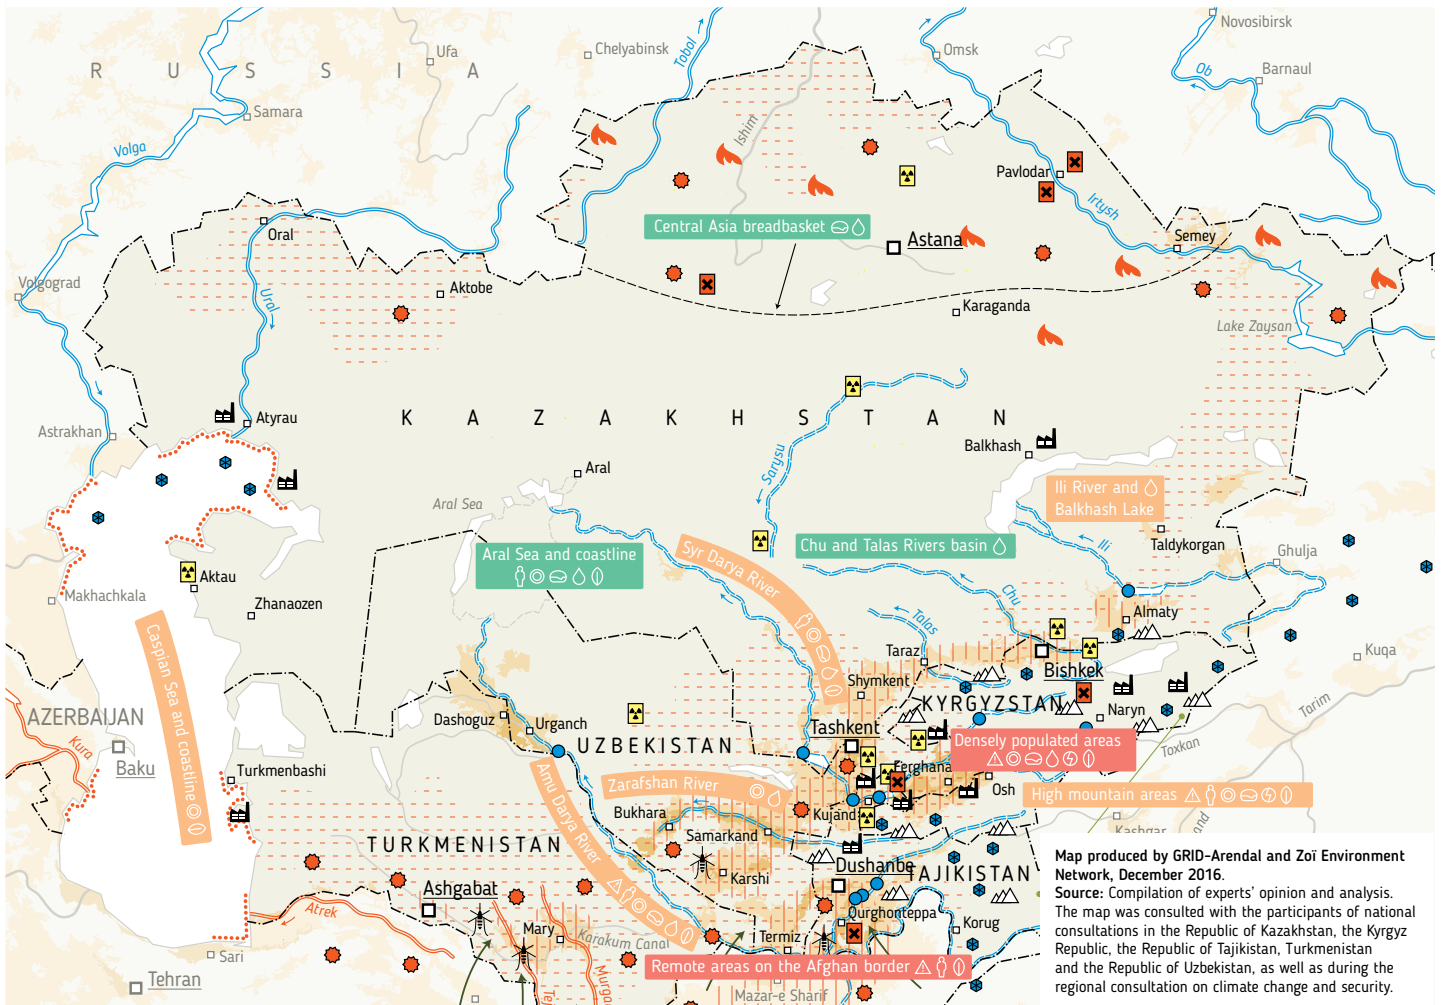 Novosibirsk
Ufa
Chelyabinsk
Omsk
Tobol
Ob
Barnaul
R U S S I A
Samara
Volga
Ishim
Pavlodar
Irtysh
Central Asia breadbasket
Astana
Semey
Oral
Volgograd
Ural
Aktobe
Karaganda
Lake Zaysan
K A Z A K H S T A N
Atyrau
Astrakhan
Balkhash
Sarysu
Aral
Aral Sea
Ili River and
Balkhash Lake
Syr Darya River
Chu and Talas Rivers basin
Ili
Taldykorgan
Ghulja
Aral Sea and coastline
Aktau
Makhachkala
Zhanaozen
Chu
Talas
Almaty
Caspian Sea and coastline
Taraz
Bishkek
Kuqa
Shymkent
KYRGYZSTAN
Naryn
Tarim
AZERBAIJAN
Dashoguz
Urganch
Tashkent
UZBEKISTAN
Densely populated areas
Toxkan
Kura
Baku
Turkmenbashi
Ferghana
Osh
Zarafshan River
Amu Darya River
High mountain areas
Bukhara
Kujand
Kashgar
and
Samarkand
TURKMENISTAN
Dushanbe
TAJIKISTAN
Karshi
Ashgabat
Atrek
Qurghonteppa
Korug
Mary
Karakum Canal
Termiz
Sari
Tehran
Te
Murga
Remote areas on the Afghan border
Mazar-e Sharif
Map produced by GRID-Arendal and Zoï Environment
Network, December 2016.
Source: Compilation of experts' opinion and analysis.
The map was consulted with the participants of national
consultations in the Republic of Kazakhstan, the Kyrgyz
Republic, the Republic of Tajikistan, Turkmenistan
and the Republic of Uzbekistan, as well as during the
regional consultation on climate change and security.